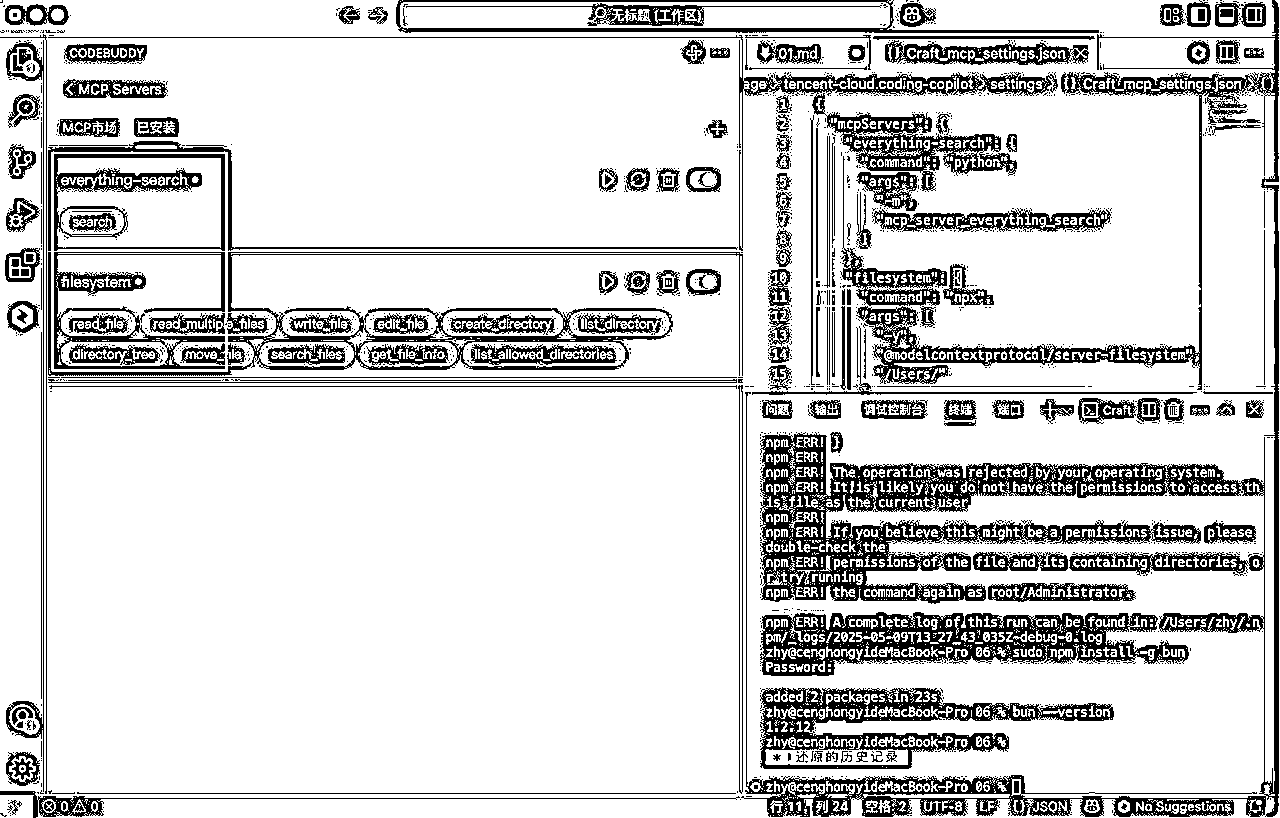 无标题 (工作区)
CODEBUDDY
MCP Servers
MCP市场 已安装
everything-search
search
filesystem
read_file read_multiple_files write_file edit_file create_directory list_directory
directory_tree move_file search_files get_file_info list_allowed_directories
01.md {} Craft_mcp_settings.json
age > tencent-cloud.coding-copilot > settings > {} Craft_mcp_settings.json > {}
1 {
2 "mcpServers": {
3 "everything-search": {
4 "command": "python",
5 "args": [
6 "-m",
7 "mcp_server_everything_search"
8 ]
9 },
10 "filesystem": {
11 "command": "npx",
12 "args": [
13 "/",
14 "@modelcontextprotocol/server-filesystem",
15 "/Users/"
问题 输出 调试控制台 终端 端口 Craft
npm ERR! }
npm ERR!
npm ERR! The operation was rejected by your operating system.
npm ERR! It is likely you do not have the permissions to access th
is file as the current user
npm ERR!
npm ERR! If you believe this might be a permissions issue, please
double-check the
npm ERR! permissions of the file and its containing directories, o
r try running
npm ERR! the command again as root/Administrator.
npm ERR! A complete log of this run can be found in: /Users/zhy/.n
pm/_logs/2025-05-09T13_27_43_035Z-debug-0.log
zhy@cenghongyideMacBook-Pro 06 % sudo npm install -g bun
Password:
added 2 packages in 23s
zhy@cenghongyideMacBook-Pro 06 % bun --version
1.2.12
zhy@cenghongyideMacBook-Pro 06 %
* 还原的历史记录
zhy@cenghongyideMacBook-Pro 06 %
0 0 行 11, 列 24 空格: 2 UTF-8 LF {} JSON No Suggestions